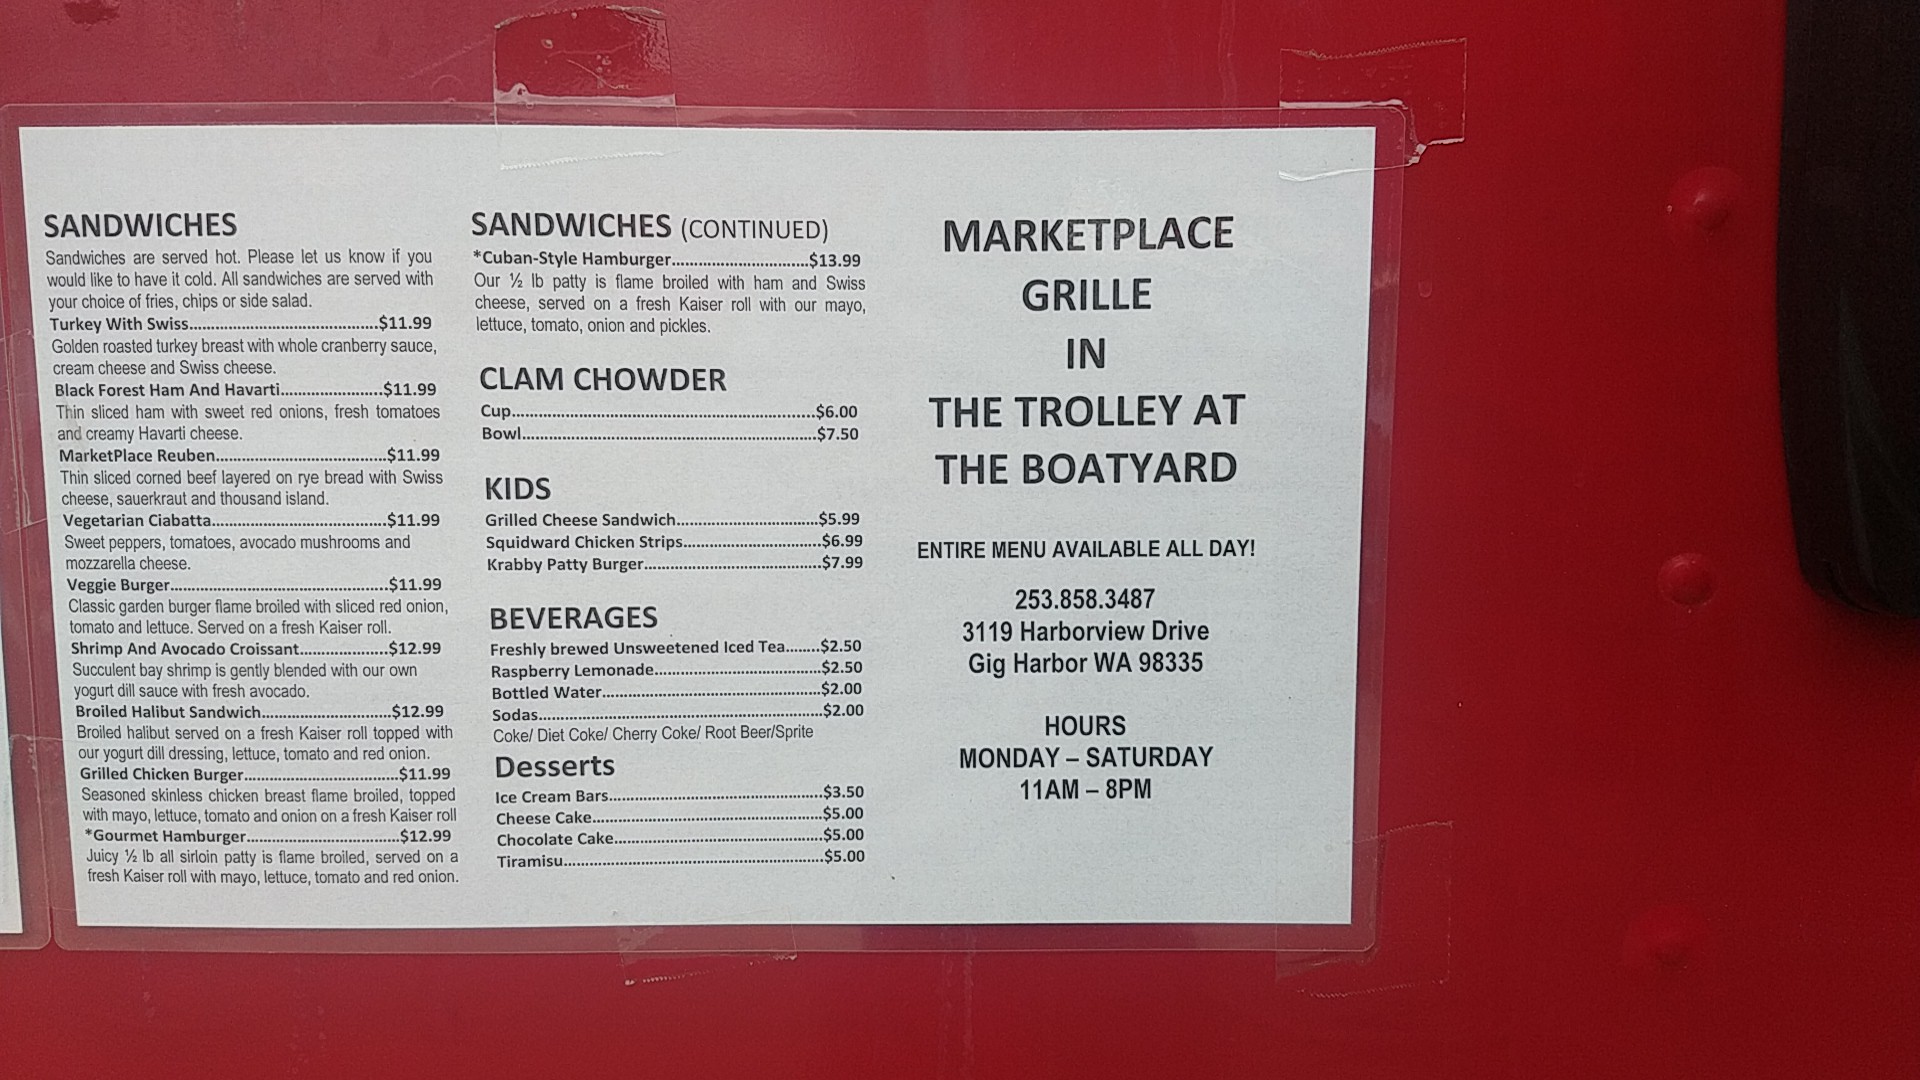 SANDWICHES
Sandwiches are served hot. Please let us know if you
would like to have it cold. All sandwiches are served with
your choice of fries, chips or side salad.
Turkey With Swiss..........$11.99
Golden roasted turkey breast with whole cranberry sauce,
cream cheese and Swiss cheese.
Black Forest Ham And Havarti..........$11.99
Thin sliced ham with sweet red onions, fresh tomatoes
and creamy Havarti cheese.
MarketPlace Reuben..........$11.99
Thin sliced corned beef layered on rye bread with Swiss
cheese, sauerkraut and thousand island.
Vegetarian Ciabatta..........$11.99
Sweet peppers, tomatoes, avocado mushrooms and
mozzarella cheese.
Veggie Burger..........$11.99
Classic garden burger flame broiled with sliced red onion,
tomato and lettuce. Served on a fresh Kaiser roll.
Shrimp And Avocado Croissant..........$12.99
Succulent bay shrimp is gently blended with our own
yogurt dill sauce with fresh avocado.
Broiled Halibut Sandwich..........$12.99
Broiled halibut served on a fresh Kaiser roll topped with
our yogurt dill dressing, lettuce, tomato and red onion.
Grilled Chicken Burger..........$11.99
Seasoned skinless chicken breast flame broiled, topped
with mayo, lettuce, tomato and onion on a fresh Kaiser roll
*Gourmet Hamburger..........$12.99
Juicy ½ lb all sirloin patty is flame broiled, served on a
fresh Kaiser roll with mayo, lettuce, tomato and red onion.
SANDWICHES (CONTINUED)
*Cuban-Style Hamburger..........$13.99
Our ½ lb patty is flame broiled with ham and Swiss
cheese, served on a fresh Kaiser roll with our mayo,
lettuce, tomato, onion and pickles.
CLAM CHOWDER
Cup..........$6.00
Bowl..........$7.50
KIDS
Grilled Cheese Sandwich..........$5.99
Squidward Chicken Strips..........$6.99
Krabby Patty Burger..........$7.99
BEVERAGES
Freshly brewed Unsweetened Iced Tea........$2.50
Raspberry Lemonade..........$2.50
Bottled Water..........$2.00
Sodas..........$2.00
Coke/ Diet Coke/ Cherry Coke/ Root Beer/Sprite
Desserts
Ice Cream Bars..........$3.50
Cheese Cake..........$5.00
Chocolate Cake..........$5.00
Tiramisu..........$5.00
MARKETPLACE
GRILLE
IN
THE TROLLEY AT
THE BOATYARD
ENTIRE MENU AVAILABLE ALL DAY!
253.858.3487
3119 Harborview Drive
Gig Harbor WA 98335
HOURS
MONDAY – SATURDAY
11AM – 8PM